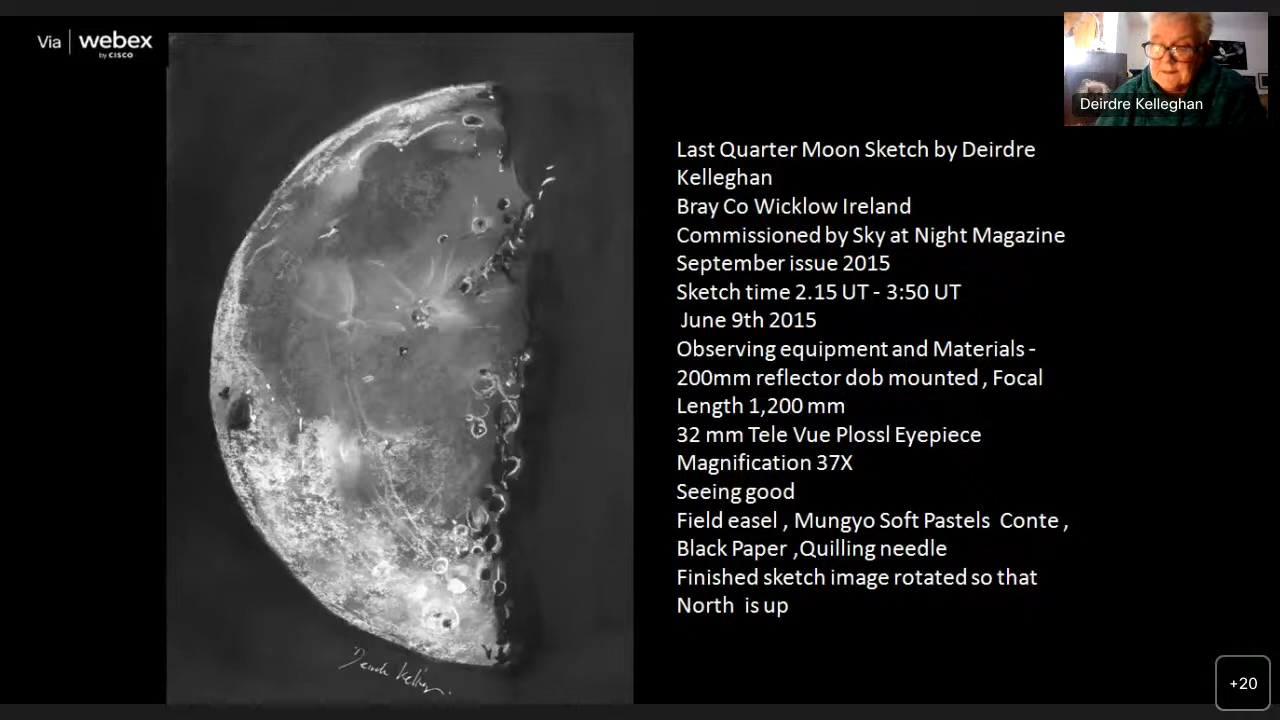 Via webex
by CISCO
Deirdre Kelleghan
Last Quarter Moon Sketch by Deirdre
Kelleghan
Bray Co Wicklow Ireland
Commissioned by Sky at Night Magazine
September issue 2015
Sketch time 2.15 UT - 3:50 UT
June 9th 2015
Observing equipment and Materials -
200mm reflector dob mounted , Focal
Length 1,200 mm
32 mm Tele Vue Plossl Eyepiece
Magnification 37X
Seeing good
Field easel , Mungyo Soft Pastels  Conte ,
Black Paper ,Quilling needle
Finished sketch image rotated so that
North  is up
+20